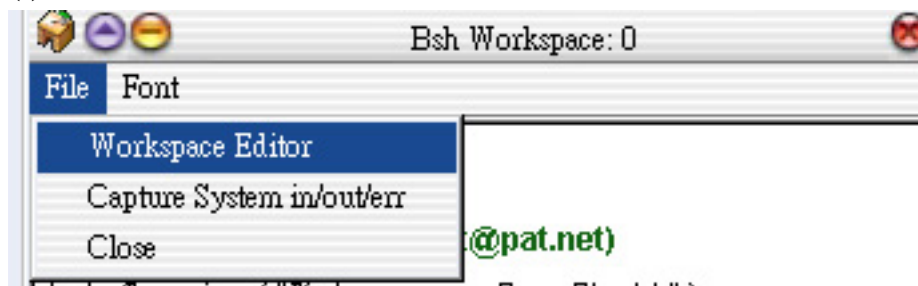 Bsh Workspace: 0
File Font
Workspace Editor
Capture System in/out/err
@pat.net)
Close